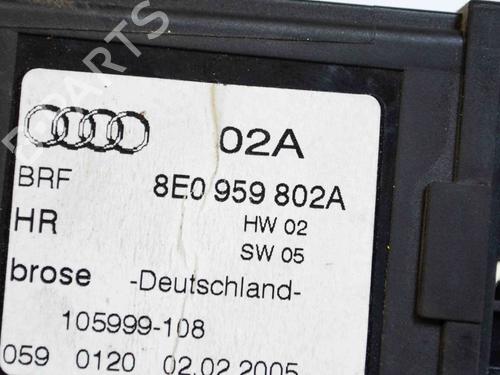 02A
BRF 8E0 959 802A
HR HW 02
SW 05
brose -Deutschland-
105999-108
059 0120 02.02.2005